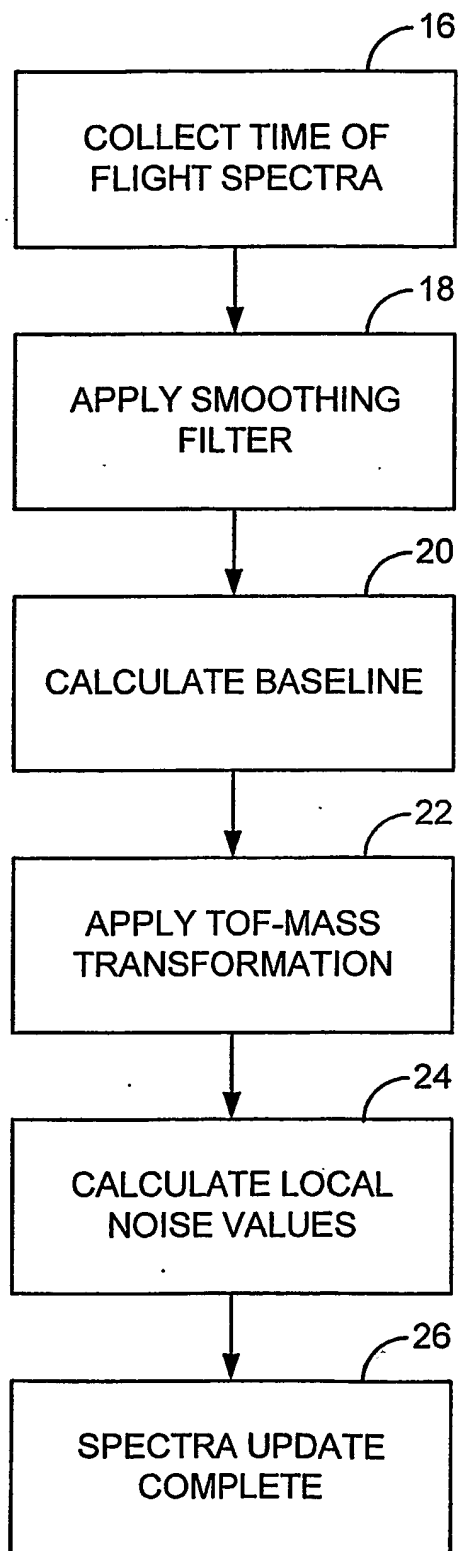 16
COLLECT TIME OF
FLIGHT SPECTRA
18
APPLY SMOOTHING
FILTER
20
CALCULATE BASELINE
22
APPLY TOF-MASS
TRANSFORMATION
24
CALCULATE LOCAL
NOISE VALUES
26
SPECTRA UPDATE
COMPLETE